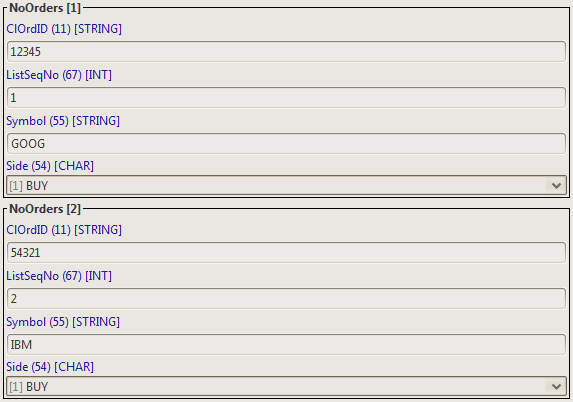 NoOrders [1]
ClOrdID (11) [STRING]
12345
ListSeqNo (67) [INT]
1
Symbol (55) [STRING]
GOOG
Side (54) [CHAR]
[1] BUY
NoOrders [2]
ClOrdID (11) [STRING]
54321
ListSeqNo (67) [INT]
2
Symbol (55) [STRING]
IBM
Side (54) [CHAR]
[1] BUY